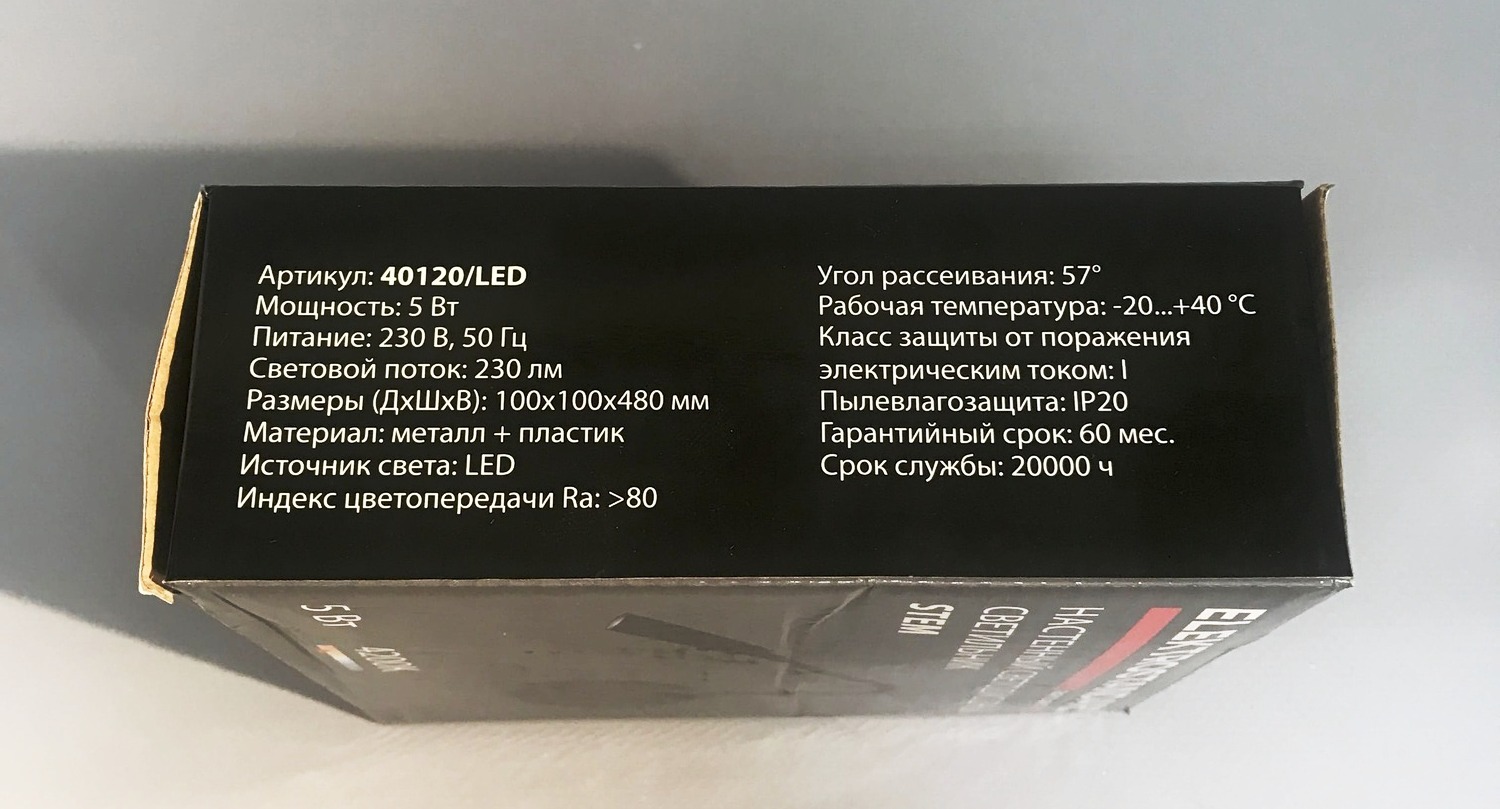 Артикул: 40120/LED
Мощность: 5 Вт
Питание: 230 В, 50 Гц
Световой поток: 230 лм
Размеры (ДхШхВ): 100х100х480 мм
Материал: металл + пластик
Источник света: LED
Индекс цветопередачи Ra: >80
Угол рассеивания: 57°
Рабочая температура: -20...+40 °C
Класс защиты от поражения
электрическим током: I
Пылевлагозащита: IP20
Гарантийный срок: 60 мес.
Срок службы: 20000 ч
СВЕТИЛЬНИК
STEM
5 Вт
4200K